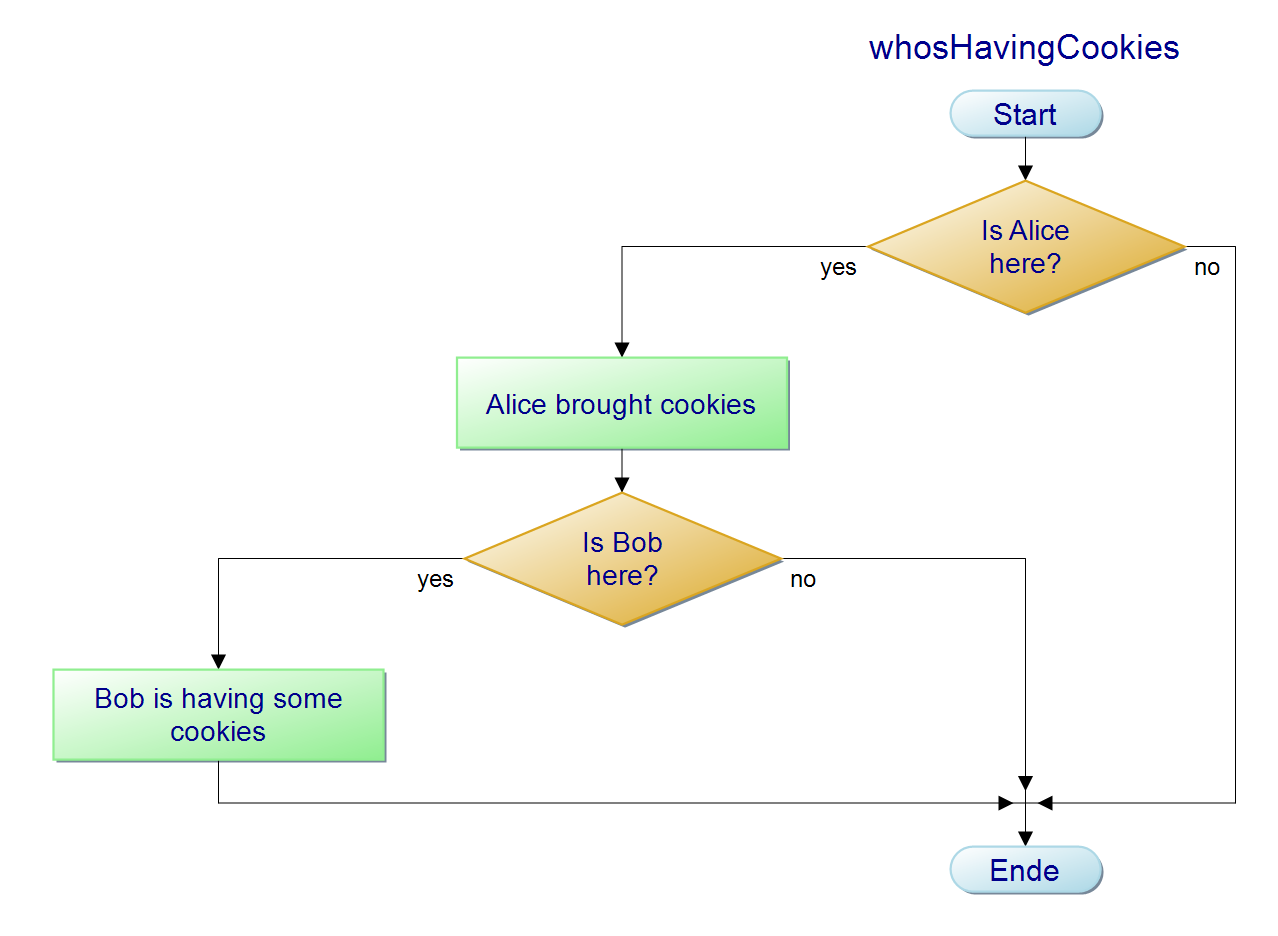 whosHavingCookies
Start
Is Alice
here?
yes
no
Alice brought cookies
Is Bob
here?
yes
no
Bob is having some
cookies
Ende